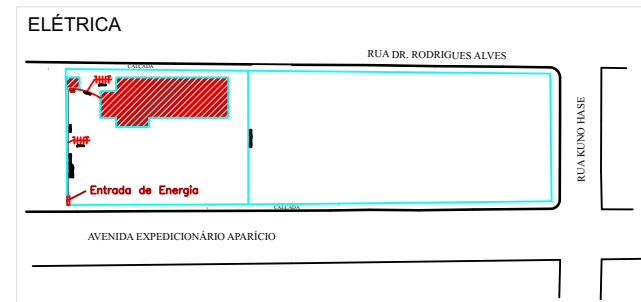 ELÉTRICA
RUA DR. RODRIGUES ALVES
CALÇADA
RUA KUNO HASE
Entrada de Energia
CALÇADA
AVENIDA EXPEDICIONÁRIO APARÍCIO